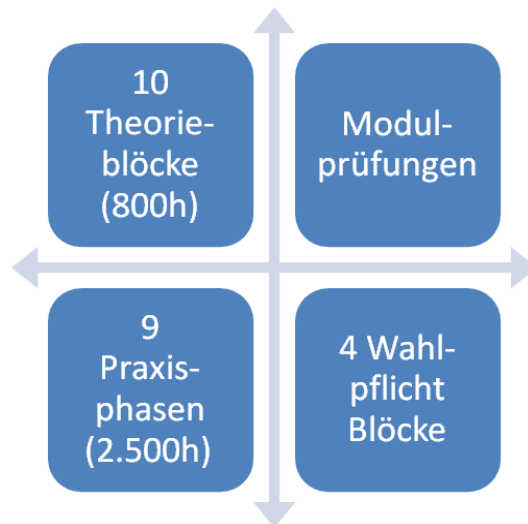 10
Theorie-
blöcke
(800h)
Modul-
prüfungen
9
Praxis-
phasen
(2.500h)
4 Wahl-
pflicht
Blöcke